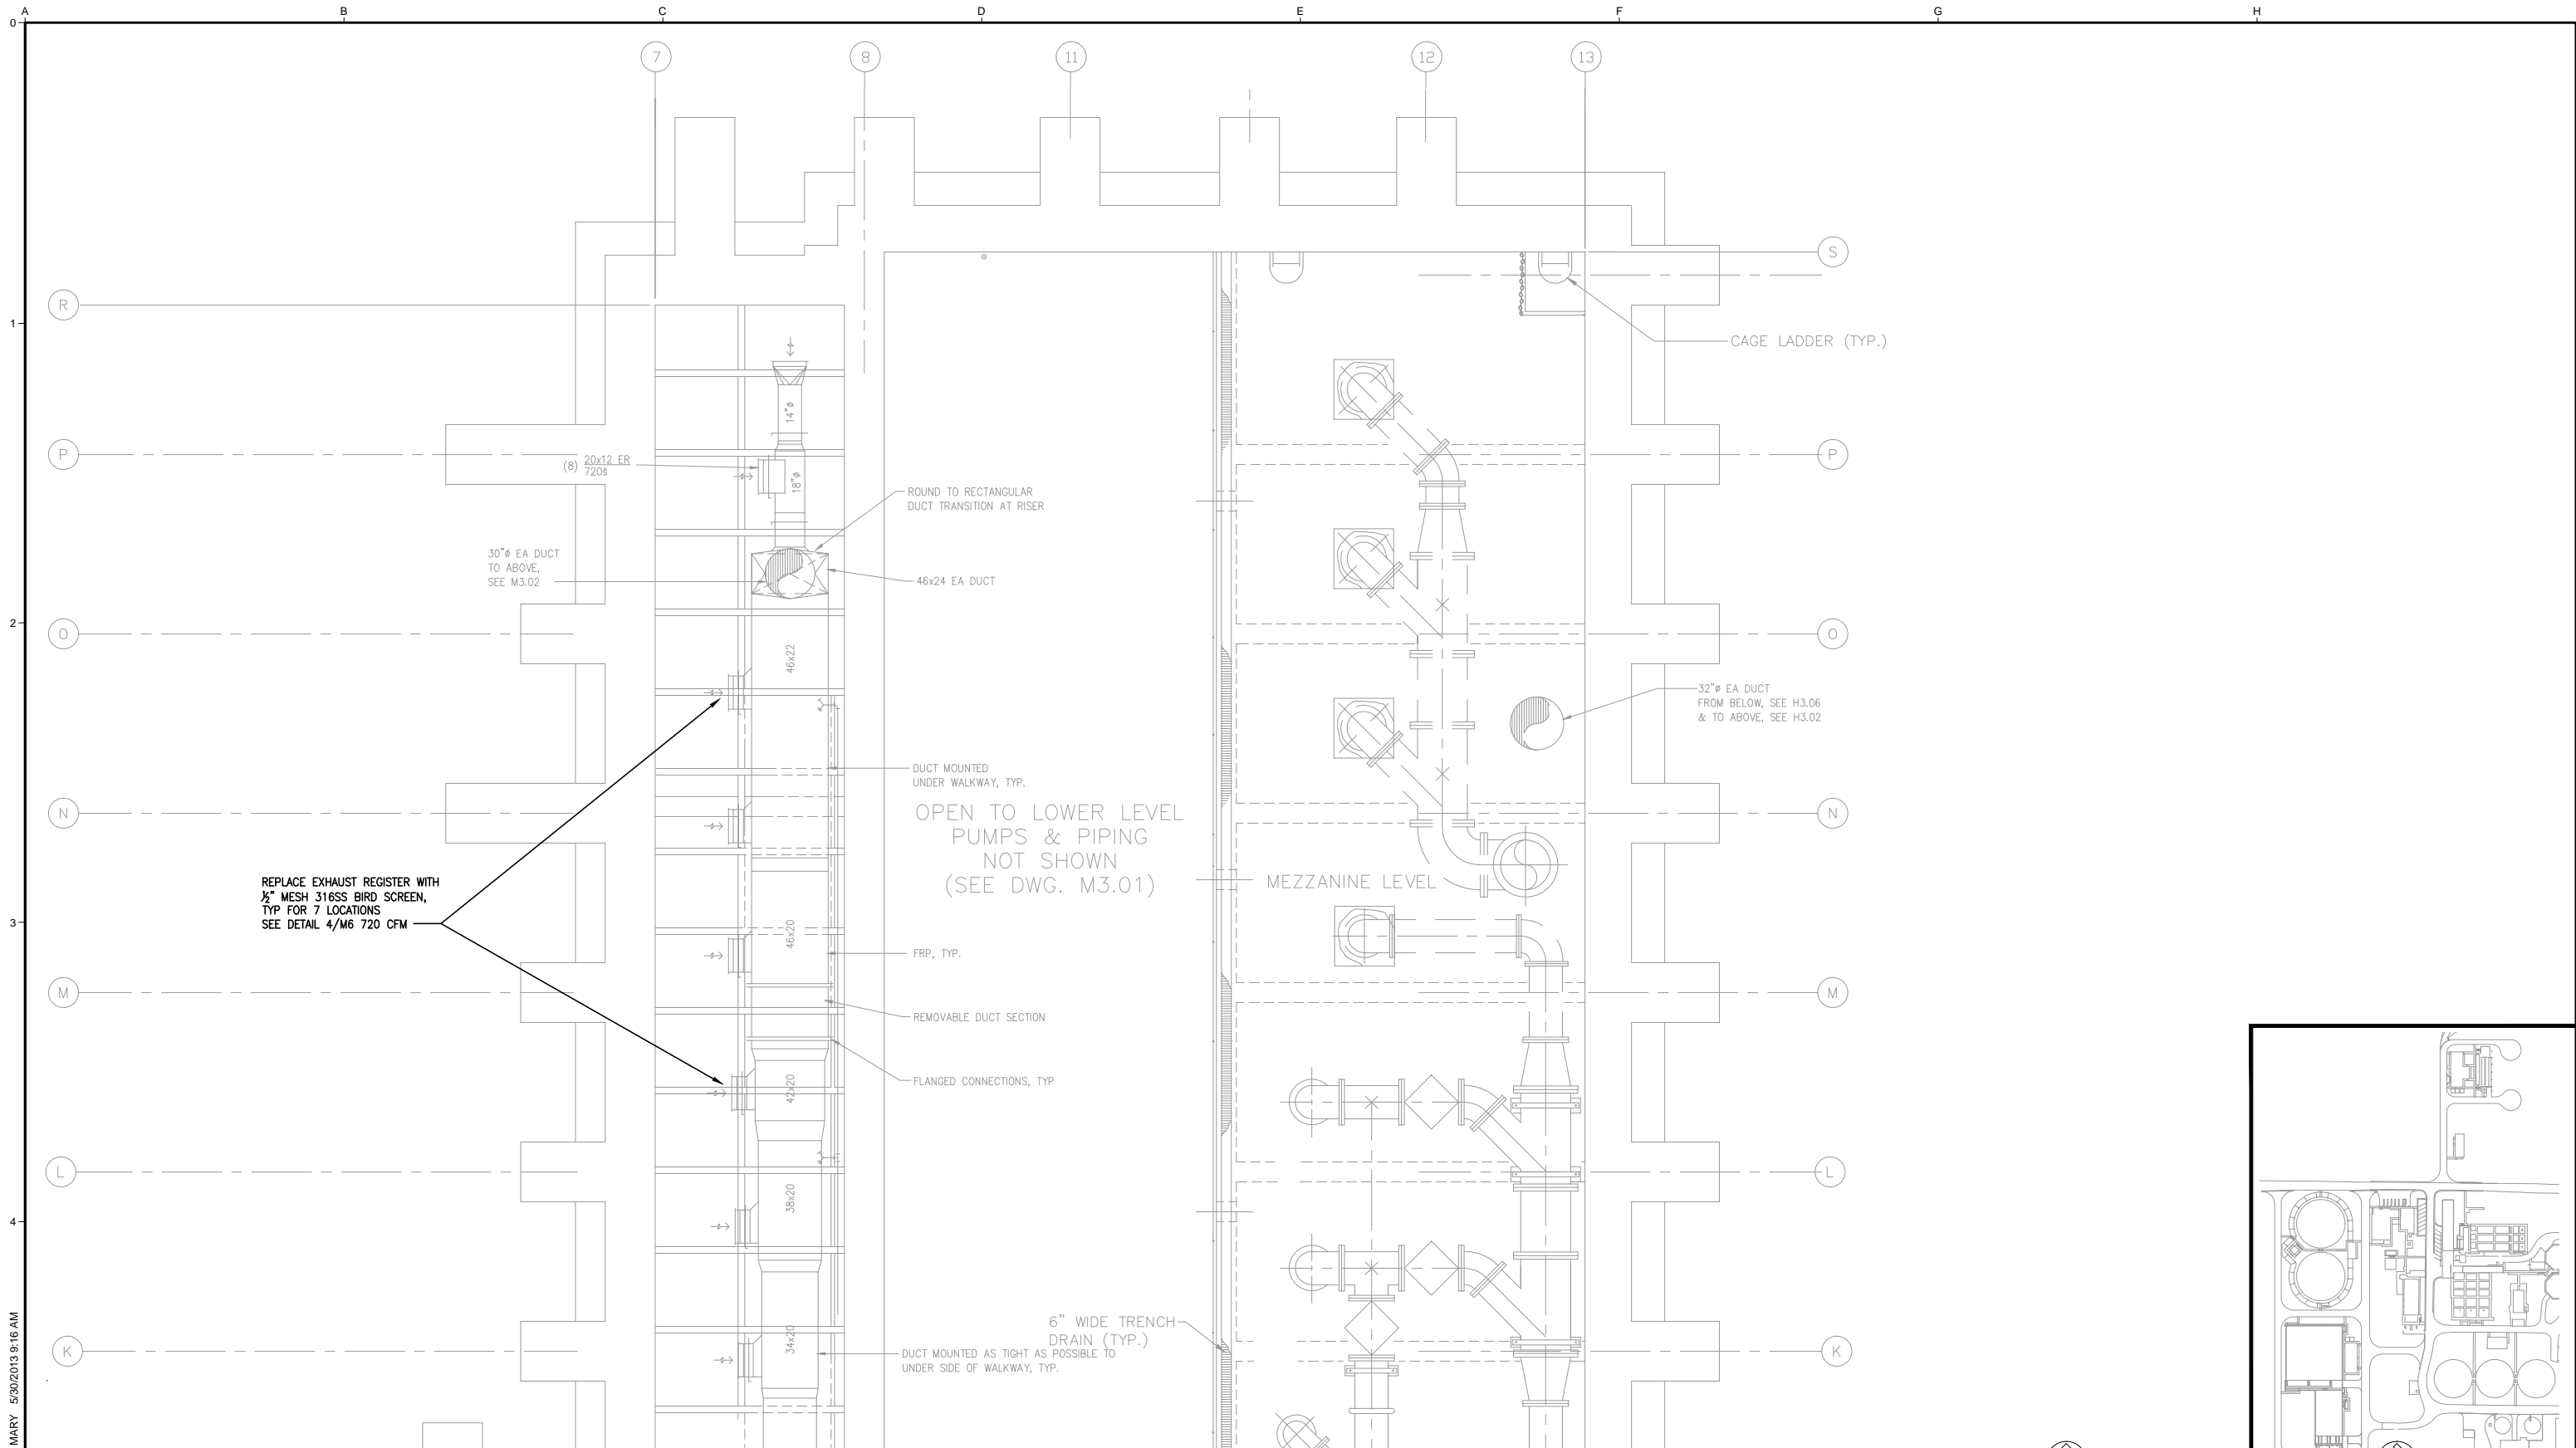 A B C D E F G H
0
7 8 11 12 13
S
R
1
CAGE LADDER (TYP.)
14"ø
P
(8) 20x12 ER
720
18"ø
P
ROUND TO RECTANGULAR
DUCT TRANSITION AT RISER
30"ø EA DUCT
TO ABOVE,
SEE M3.02
46x24 EA DUCT
2
O
O
46x22
32"ø EA DUCT
FROM BELOW, SEE H3.06
& TO ABOVE, SEE H3.02
DUCT MOUNTED
UNDER WALKWAY, TYP.
N
N
OPEN TO LOWER LEVEL
PUMPS & PIPING
NOT SHOWN
(SEE DWG. M3.01)
MEZZANINE LEVEL
REPLACE EXHAUST REGISTER WITH
½" MESH 316SS BIRD SCREEN,
TYP FOR 7 LOCATIONS
SEE DETAIL 4/M6 720 CFM
3
46x20
FRP, TYP.
M
M
REMOVABLE DUCT SECTION
FLANGED CONNECTIONS, TYP
42x20
L
L
38x20
4
6" WIDE TRENCH
DRAIN (TYP.)
34x20
K
K
DUCT MOUNTED AS TIGHT AS POSSIBLE TO
UNDER SIDE OF WALKWAY, TYP.
MARY 5/30/2013 9:16 AM